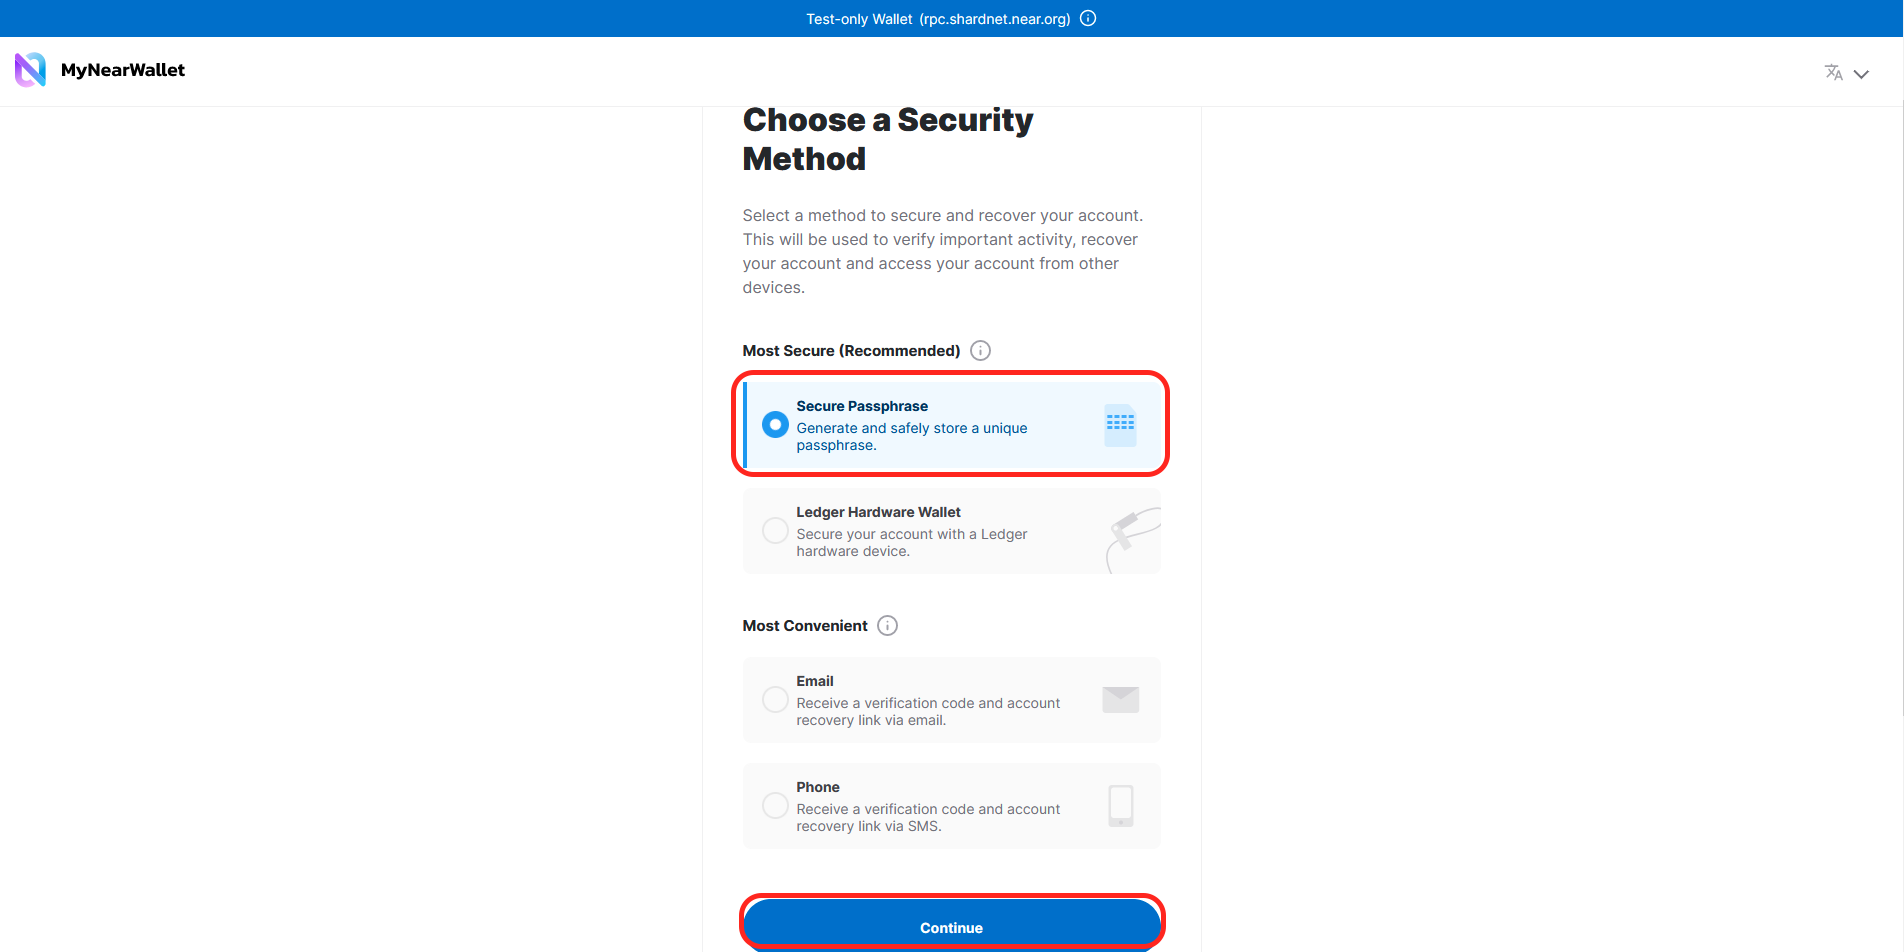 Test-only Wallet (rpc.shardnet.near.org)
MyNearWallet
Choose a Security
Method
Select a method to secure and recover your account.
This will be used to verify important activity, recover
your account and access your account from other
devices.
Most Secure (Recommended)
Secure Passphrase
Generate and safely store a unique
passphrase.
Ledger Hardware Wallet
Secure your account with a Ledger
hardware device.
Most Convenient
Email
Receive a verification code and account
recovery link via email.
Phone
Receive a verification code and account
recovery link via SMS.
Continue